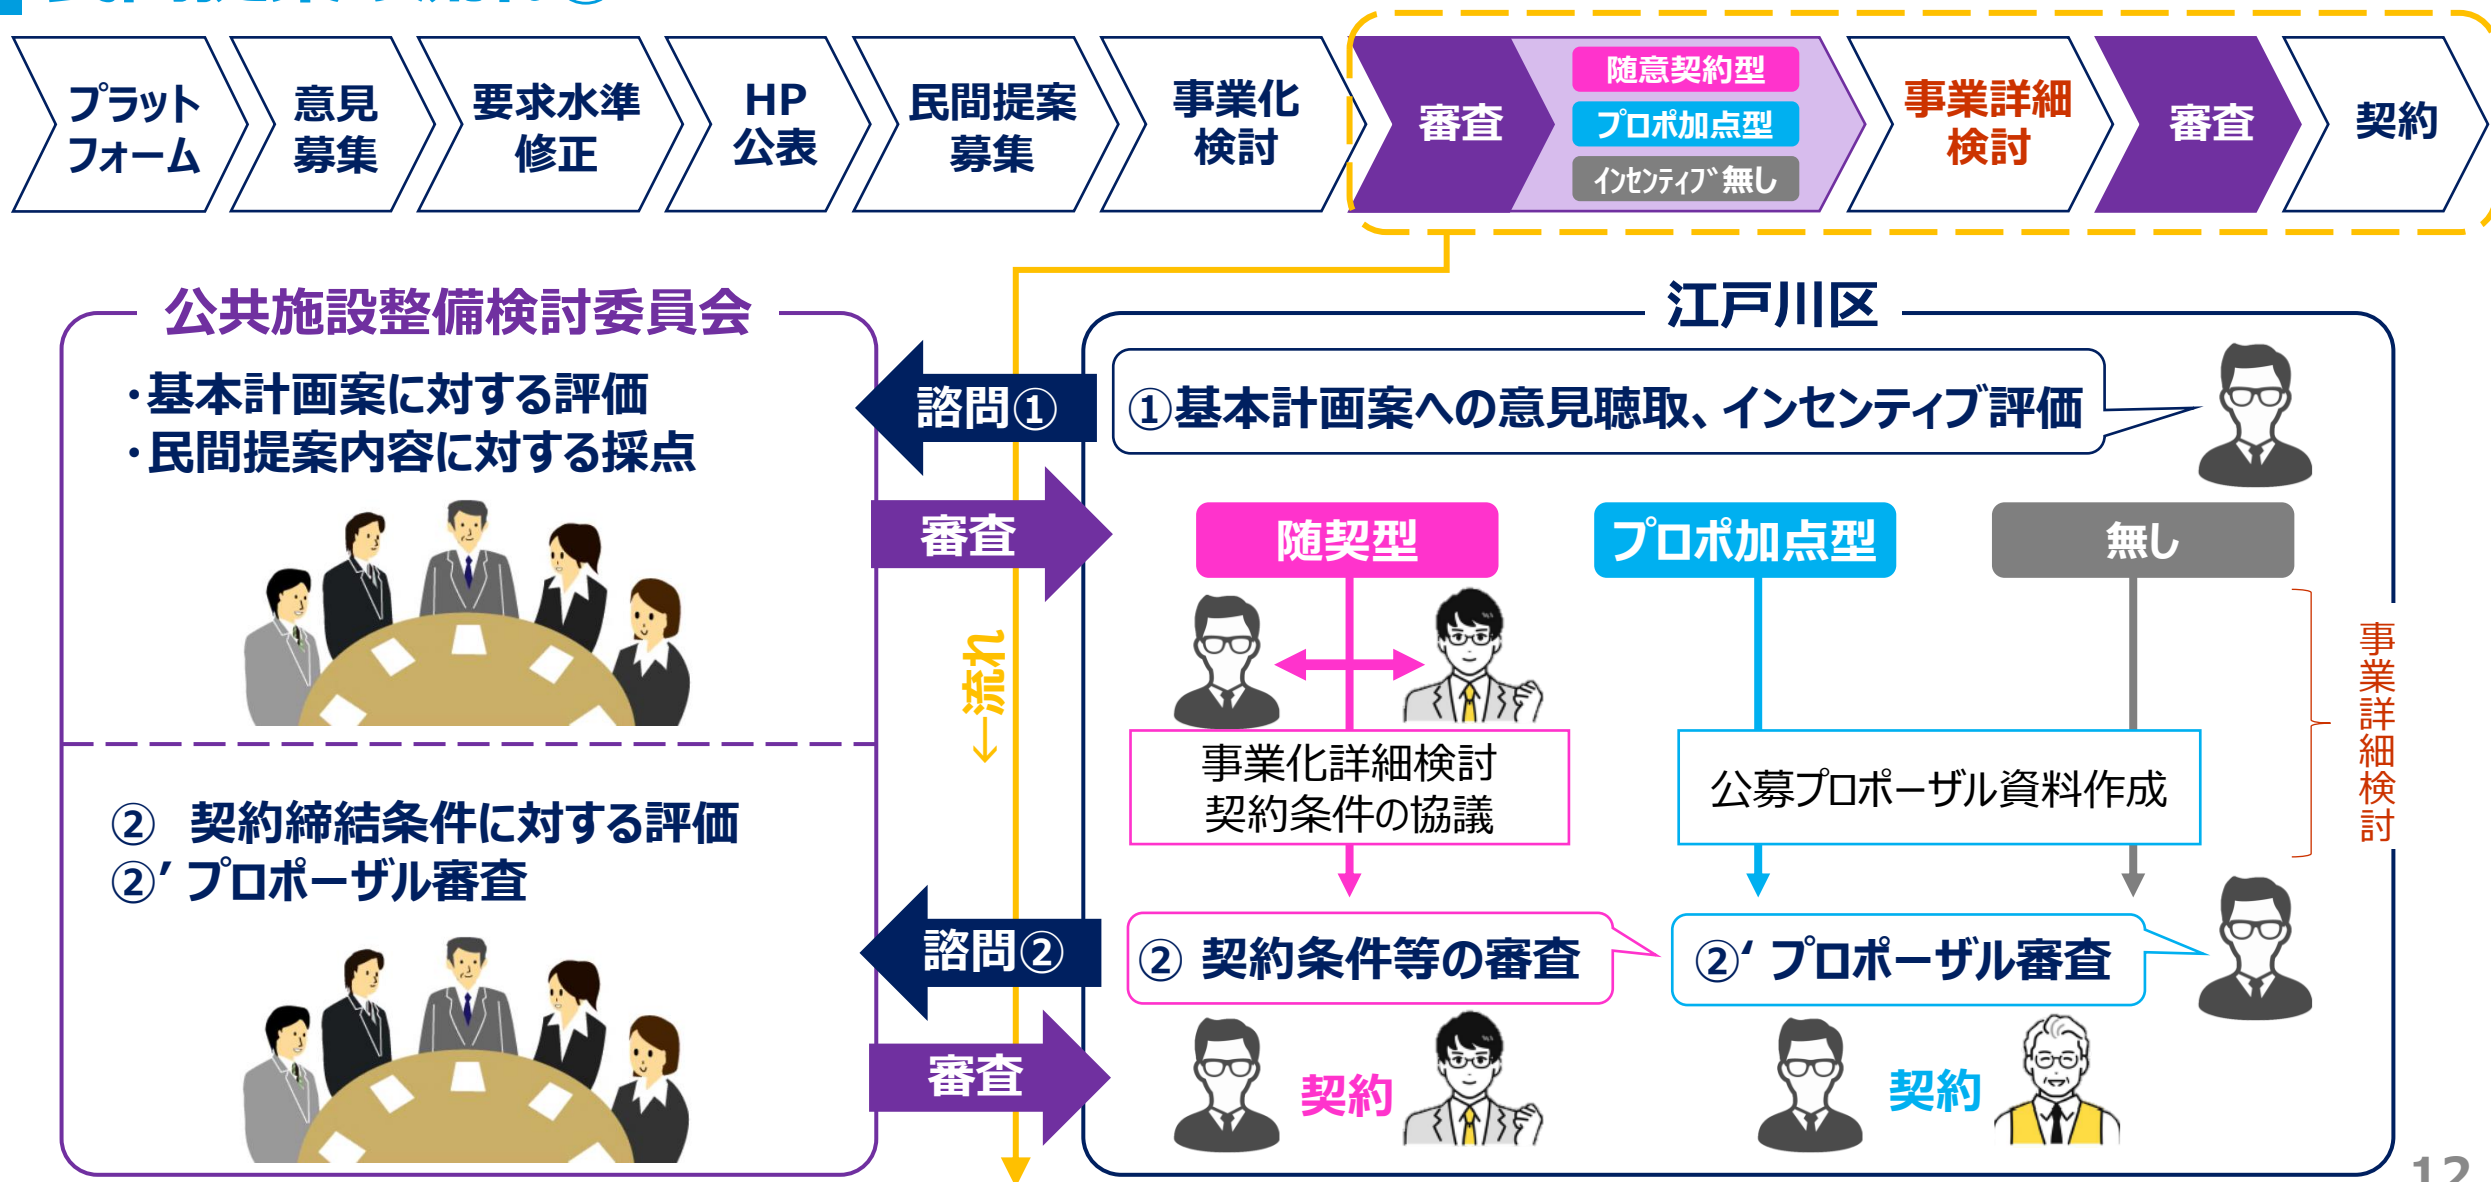 プラット
フォーム
意見
募集
要求水準
修正
HP
公表
民間提案
募集
事業化
検討
審査
随意契約型
プロポ加点型
インセンティブ無し
事業詳細
検討
審査
契約
公共施設整備検討委員会
・基本計画案に対する評価
・民間提案内容に対する採点
江戸川区
諮問①
①基本計画案への意見聴取、インセンティブ評価
審査
随契型
プロポ加点型
無し
←流れ
事業化詳細検討
契約条件の協議
公募プロポーザル資料作成
事業詳細検討
② 契約締結条件に対する評価
②’プロポーザル審査
諮問②
② 契約条件等の審査
②‘ プロポーザル審査
審査
契約
契約
12